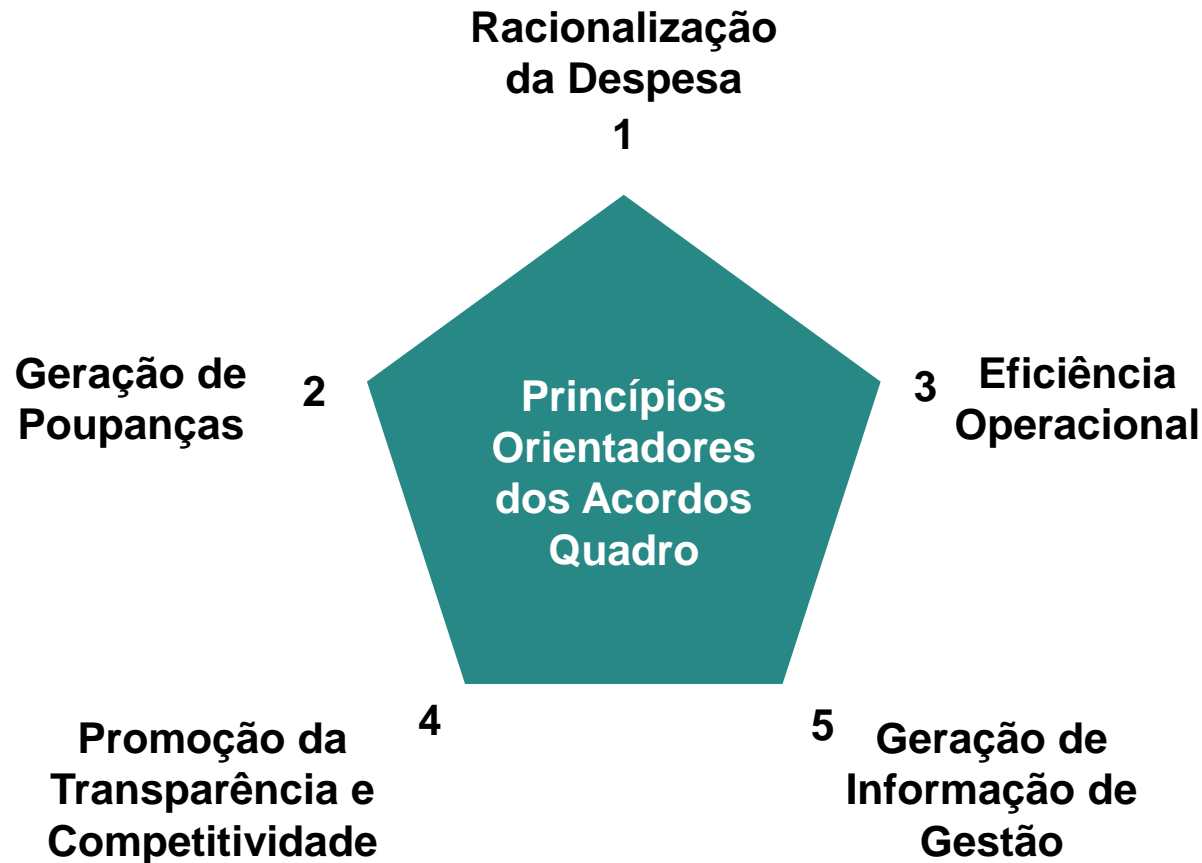 Racionalização
da Despesa
1
Geração de
Poupanças
2
Princípios
Orientadores
dos Acordos
Quadro
3
Eficiência
Operacional
4
Promoção da
Transparência e
Competitividade
5
Geração de
Informação de
Gestão